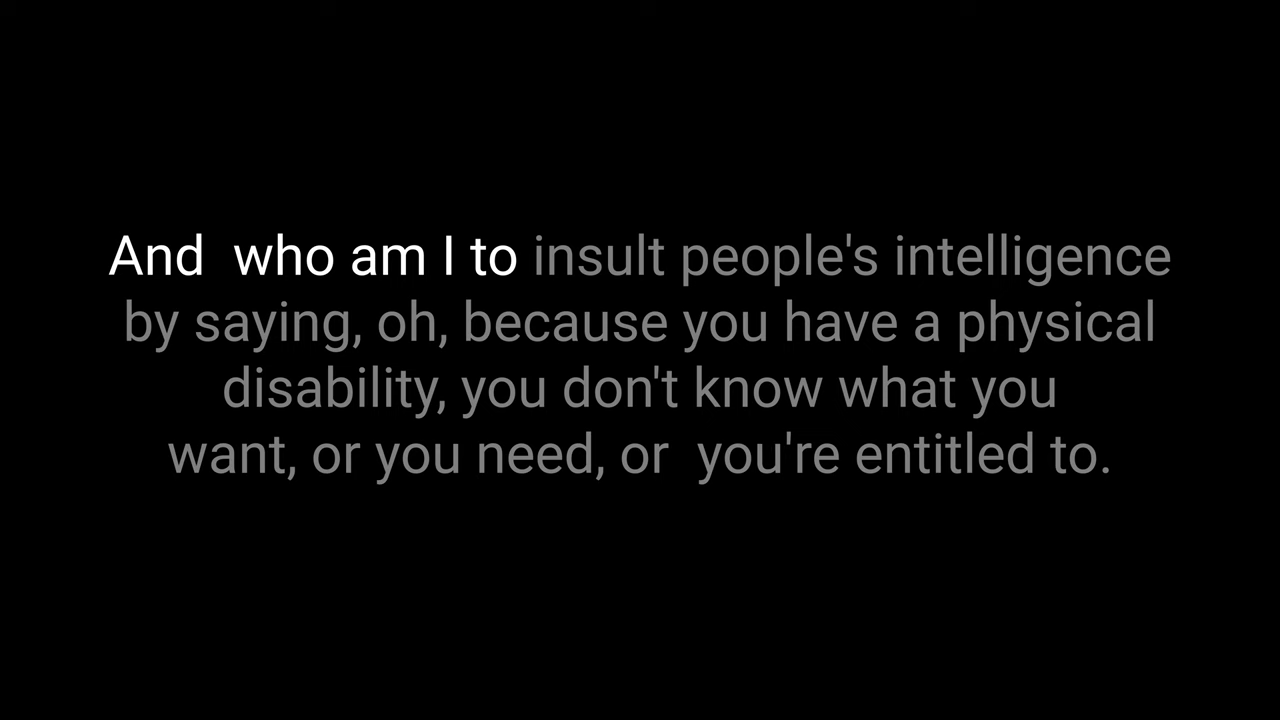 And  who am I to insult people's intelligence
by saying, oh, because you have a physical
disability, you don't know what you
want, or you need, or  you're entitled to.